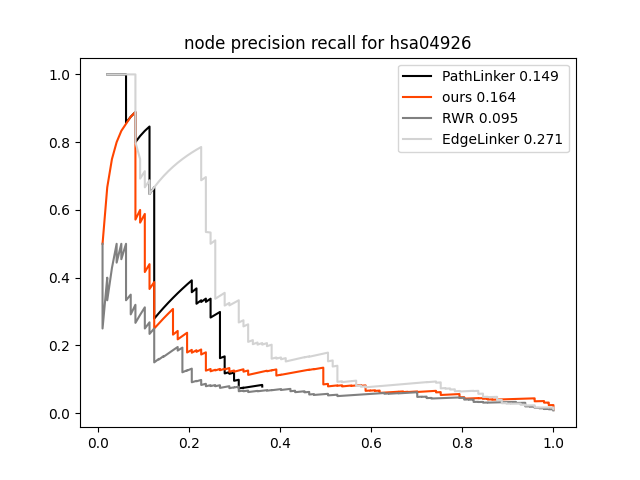 node precision recall for hsa04926
PathLinker 0.149
ours 0.164
RWR 0.095
EdgeLinker 0.271
1.0
0.8
0.6
0.4
0.2
0.0
0.0 0.2 0.4 0.6 0.8 1.0